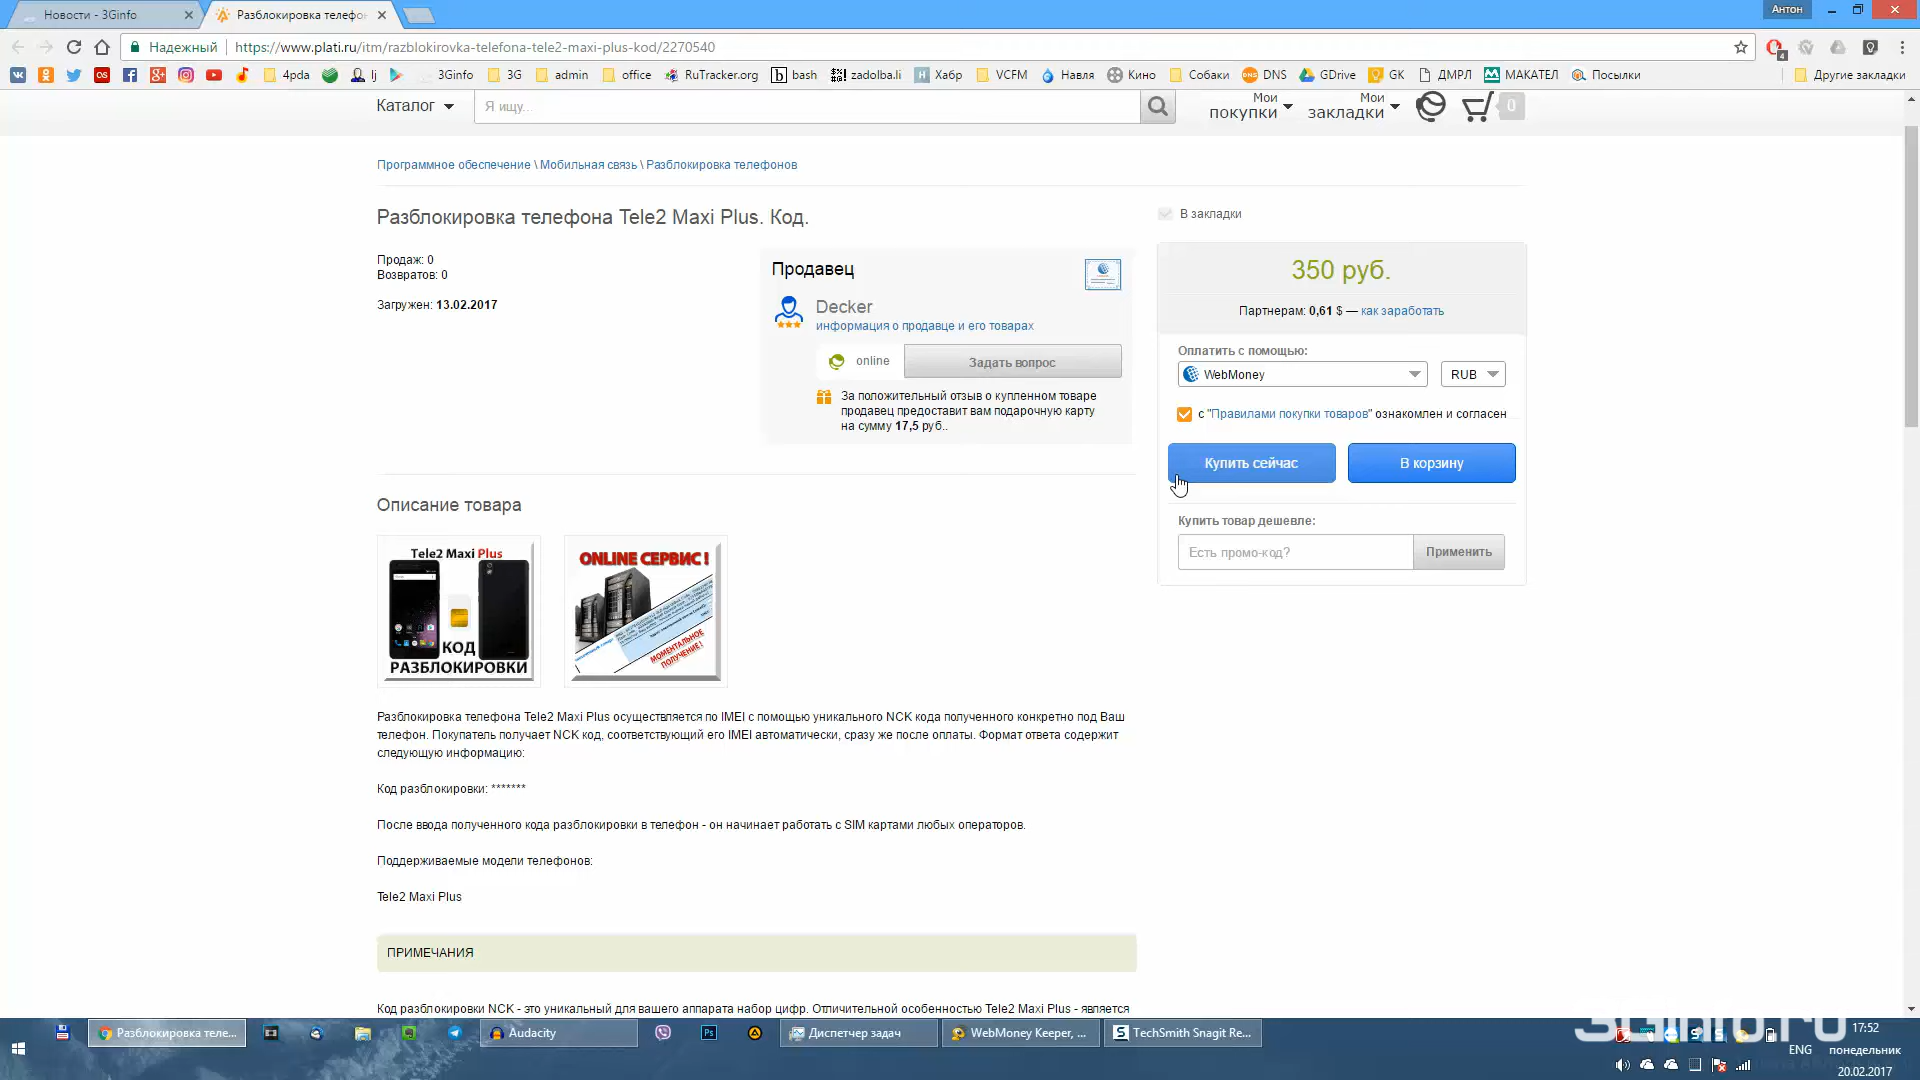 Новости - 3Ginfo
Разблокировка телефо
Антон
Надежный
https://www.plati.ru/itm/razblokirovka-telefona-tele2-maxi-plus-kod/2270540
4pda
lj
3Ginfo
3G
admin
office
RuTracker.org
bash
zadolba.li
Хабр
VCFM
Навля
Кино
Собаки
DNS
GDrive
GK
ДМРЛ
МАКАТЕЛ
Посылки
Другие закладки
Каталог
Я ищу...
Мои покупки
Мои закладки
0
Программное обеспечение \ Мобильная связь \ Разблокировка телефонов
Разблокировка телефона Tele2 Maxi Plus. Код.
В закладки
Продаж: 0
Возвратов: 0
Загружен: 13.02.2017
Продавец
Decker
информация о продавце и его товарах
online
Задать вопрос
За положительный отзыв о купленном товаре
продавец предоставит вам подарочную карту
на сумму 17,5 руб..
350 руб.
Партнерам: 0,61 $ — как заработать
Оплатить с помощью:
WebMoney
RUB
с "Правилами покупки товаров" ознакомлен и согласен
Купить сейчас
В корзину
Купить товар дешевле:
Есть промо-код?
Применить
Описание товара
Tele2 Maxi Plus
КОД
РАЗБЛОКИРОВКИ
ONLINE СЕРВИС !
МОМЕНТАЛЬНОЕ
ПОЛУЧЕНИЕ!
Разблокировка телефона Tele2 Maxi Plus осуществляется по IMEI с помощью уникального NCK кода полученного конкретно под Ваш
телефон. Покупатель получает NCK код, соответствующий его IMEI автоматически, сразу же после оплаты. Формат ответа содержит
следующую информацию:
Код разблокировки: *******
После ввода полученного кода разблокировки в телефон - он начинает работать с SIM картами любых операторов.
Поддерживаемые модели телефонов:
Tele2 Maxi Plus
ПРИМЕЧАНИЯ
Код разблокировки NCK - это уникальный для вашего аппарата набор цифр. Отличительной особенностью Tele2 Maxi Plus - является
Разблокировка теле...
Audacity
Диспетчер задач
WebMoney Keeper, ...
TechSmith Snagit Re...
3Ginfo.ru
ENG
17:52
понедельник
20.02.2017